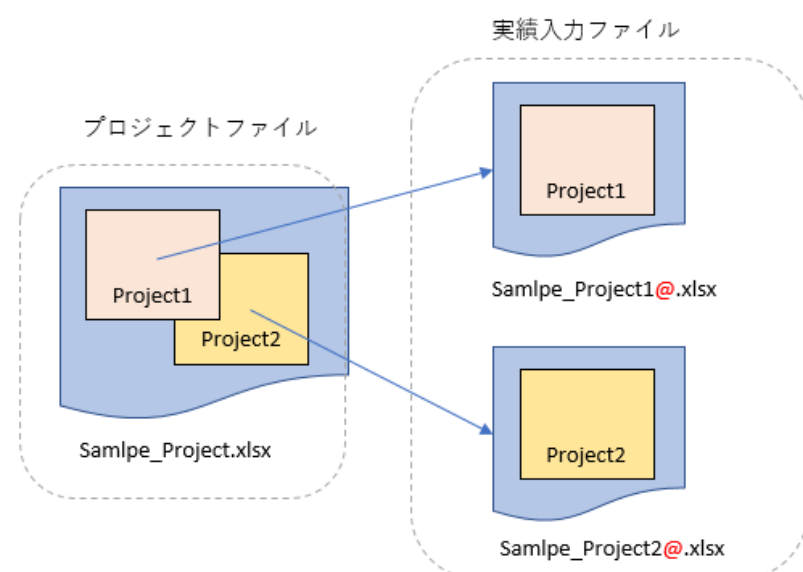 実績入力ファイル
プロジェクトファイル
Project1
Project1
Project2
Samlpe_Project1@.xlsx
Samlpe_Project.xlsx
Project2
Samlpe_Project2@.xlsx